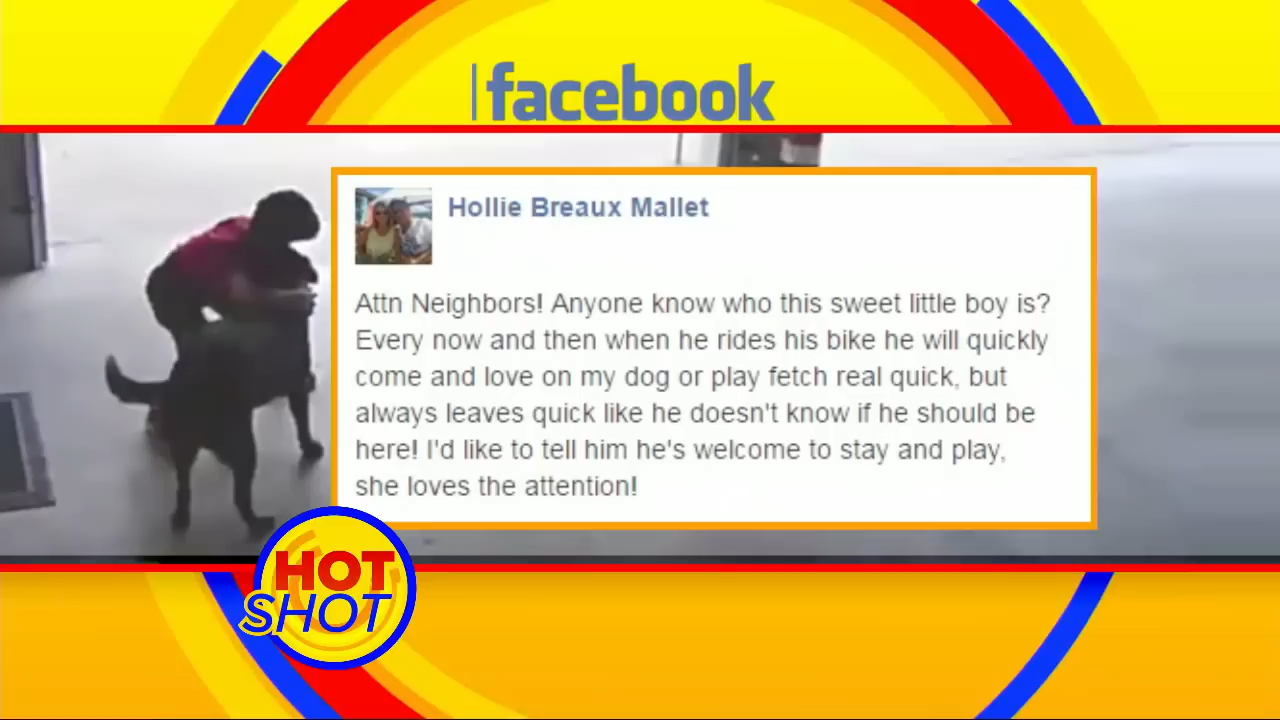 facebook
Hollie Breaux Mallet
Attn Neighbors! Anyone know who this sweet little boy is?
Every now and then when he rides his bike he will quickly
come and love on my dog or play fetch real quick, but
always leaves quick like he doesn't know if he should be
here! I'd like to tell him he's welcome to stay and play,
she loves the attention!
HOT
SHOT